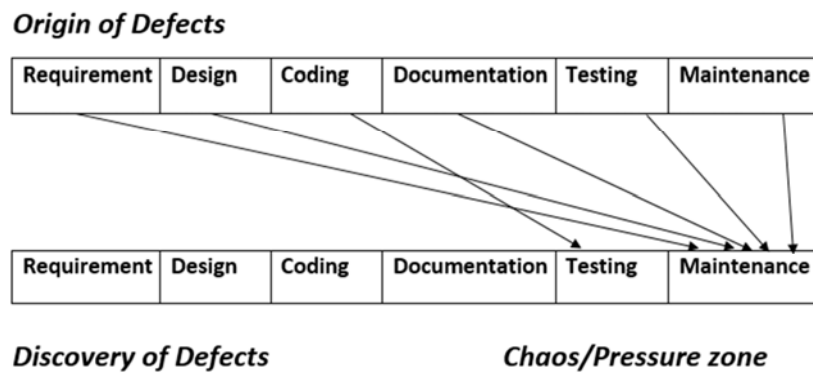 Origin of Defects
Requirement Design Coding Documentation Testing Maintenance
Requirement Design Coding Documentation Testing Maintenance
Discovery of Defects Chaos/Pressure zone